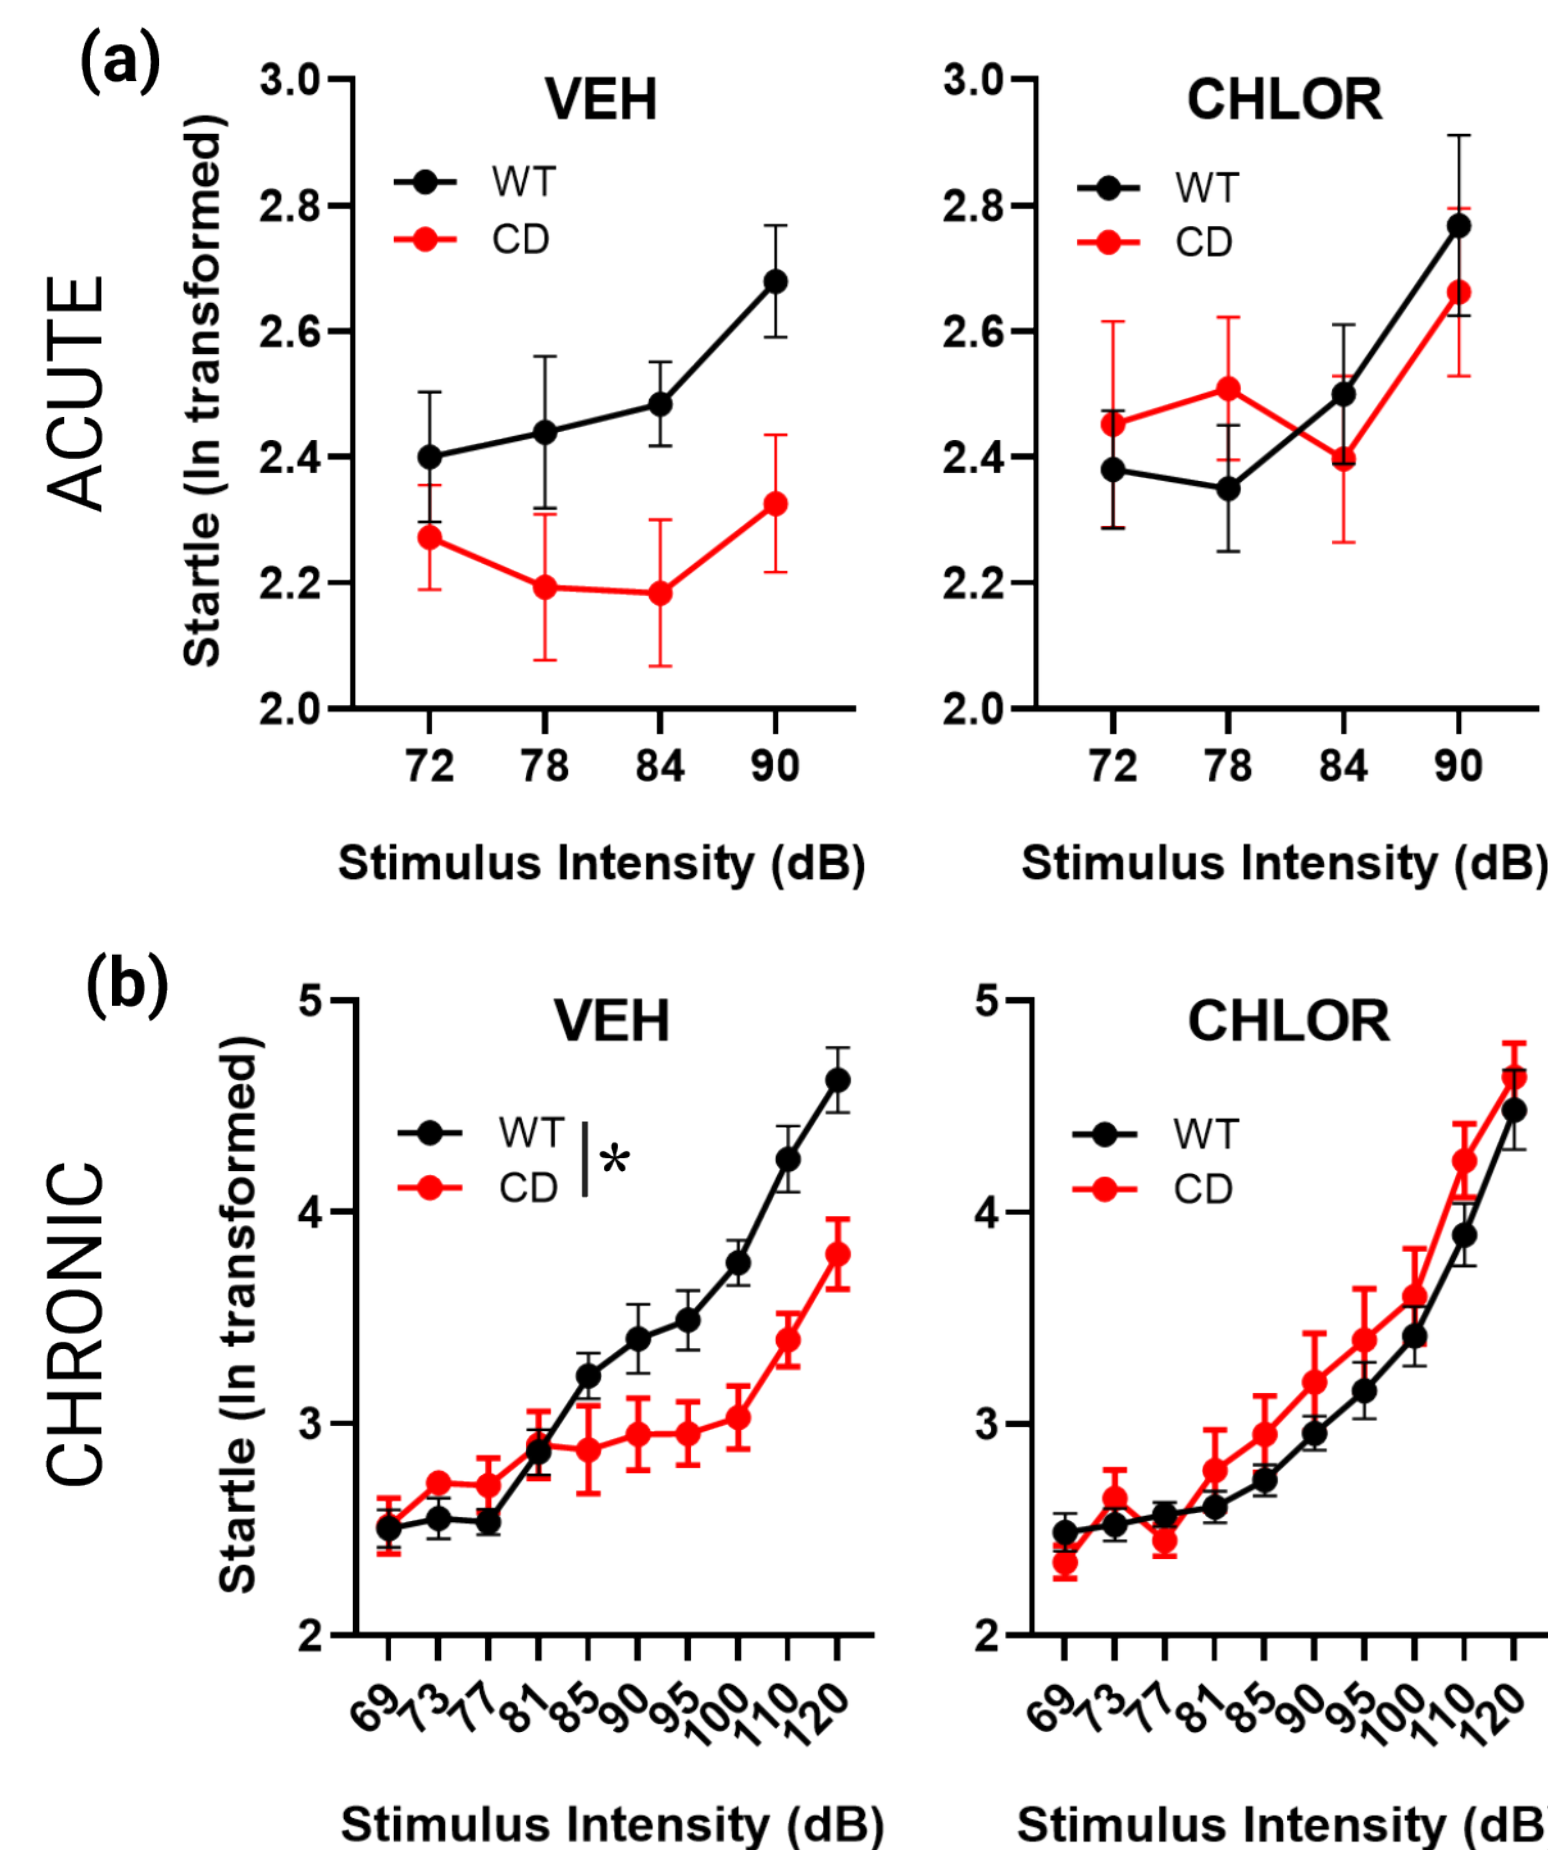 (a)
ACUTE
Startle (ln transformed)
VEH
WT
CD
3.0
2.8
2.6
2.4
2.2
2.0
72 78 84 90
Stimulus Intensity (dB)
CHLOR
WT
CD
3.0
2.8
2.6
2.4
2.2
2.0
72 78 84 90
Stimulus Intensity (dB)
(b)
CHRONIC
Startle (ln transformed)
VEH
WT
CD
*
5
4
3
2
69 73 77 81 85 90 95 100 110 120
Stimulus Intensity (dB)
CHLOR
WT
CD
5
4
3
2
69 73 77 81 85 90 95 100 110 120
Stimulus Intensity (dB